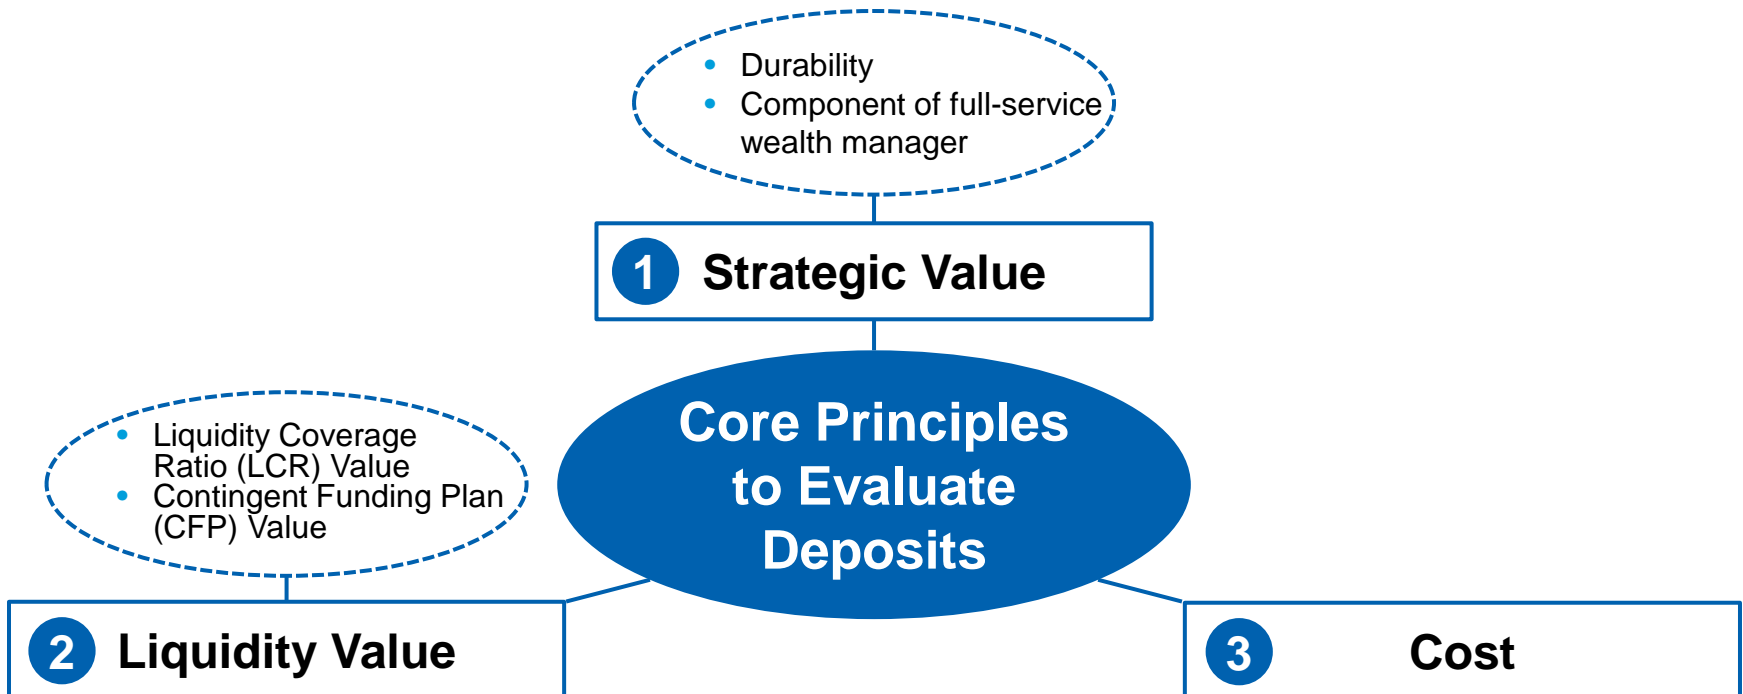 • Durability
• Component of full-service
wealth manager
1 Strategic Value
Core Principles
to Evaluate
Deposits
• Liquidity Coverage
Ratio (LCR) Value
• Contingent Funding Plan
(CFP) Value
2 Liquidity Value
3 Cost